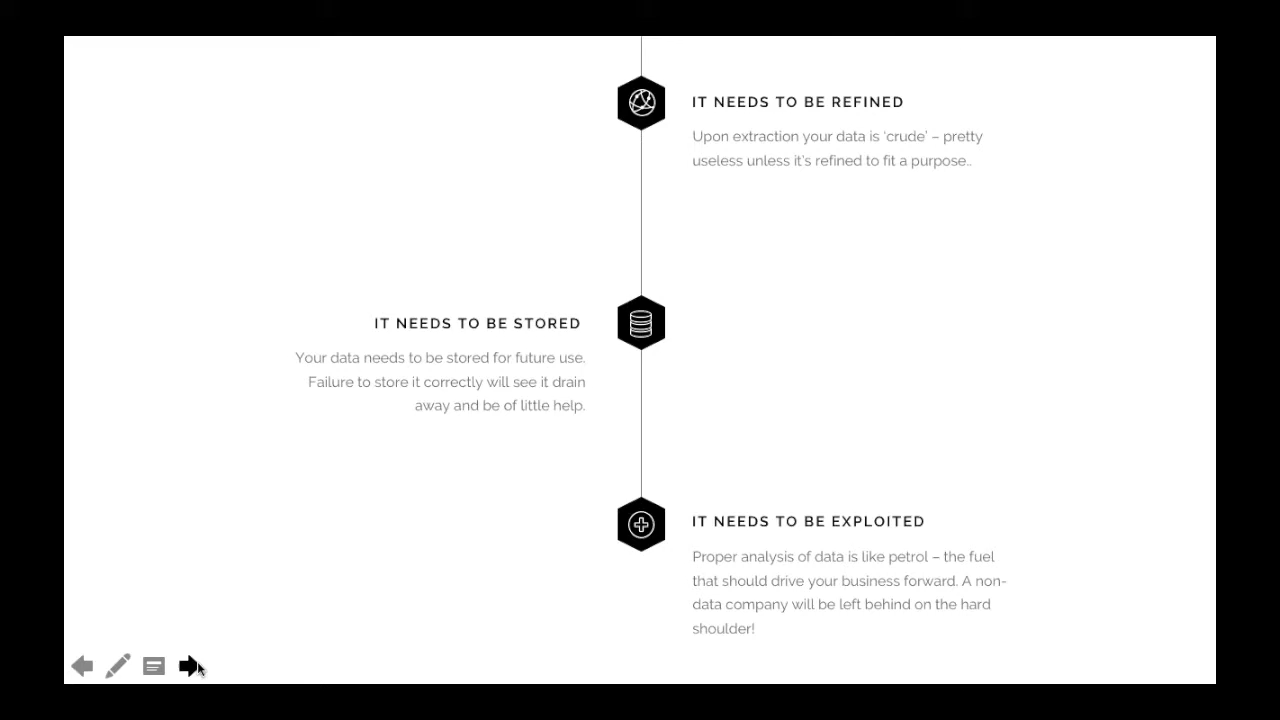 IT NEEDS TO BE REFINED
Upon extraction your data is ‘crude’ – pretty
useless unless it’s refined to fit a purpose…
IT NEEDS TO BE STORED
Your data needs to be stored for future use.
Failure to store it correctly will see it drain
away and be of little help.
IT NEEDS TO BE EXPLOITED
Proper analysis of data is like petrol – the fuel
that should drive your business forward. A non-
data company will be left behind on the hard
shoulder!